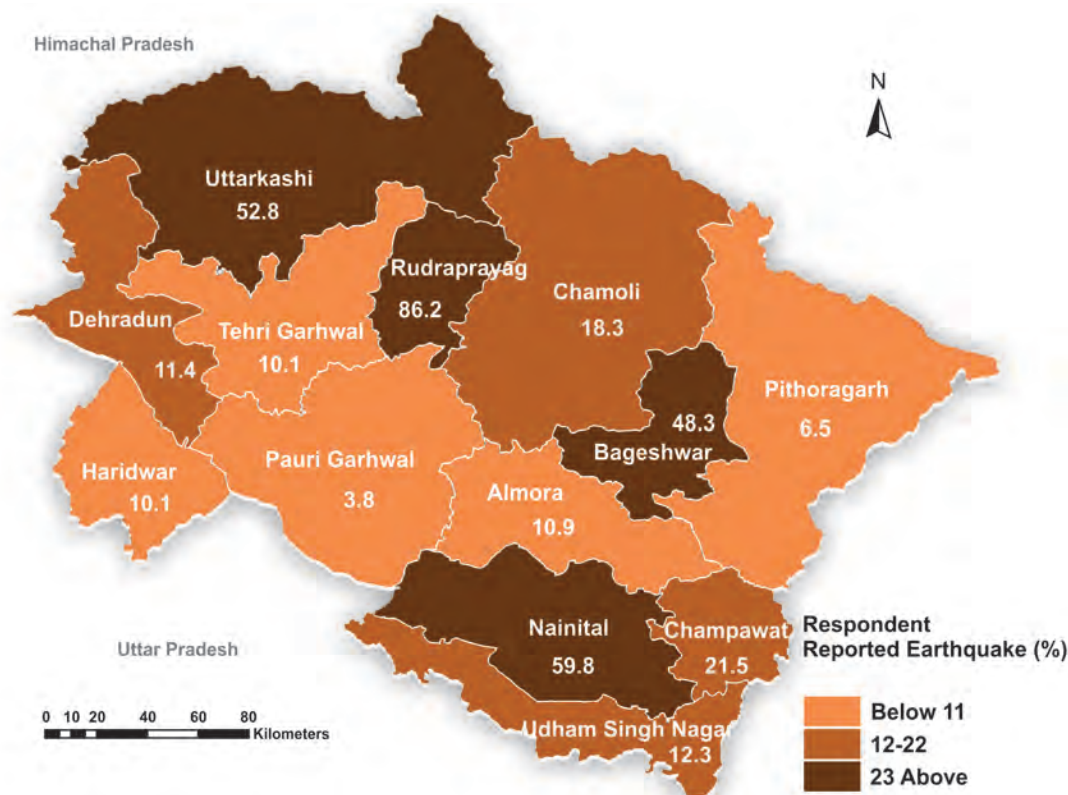 Himachal Pradesh
N
Uttarkashi
52.8
Rudraprayag
86.2
Chamoli
18.3
Dehradun
11.4
Tehri Garhwal
10.1
Pithoragarh
6.5
48.3
Bageshwar
Haridwar
10.1
Pauri Garhwal
3.8
Almora
10.9
Nainital
59.8
Champawat
21.5
Udham Singh Nagar
12.3
Uttar Pradesh
0 10 20 40 60 80
Kilometers
Respondent
Reported Earthquake (%)
Below 11
12-22
23 Above